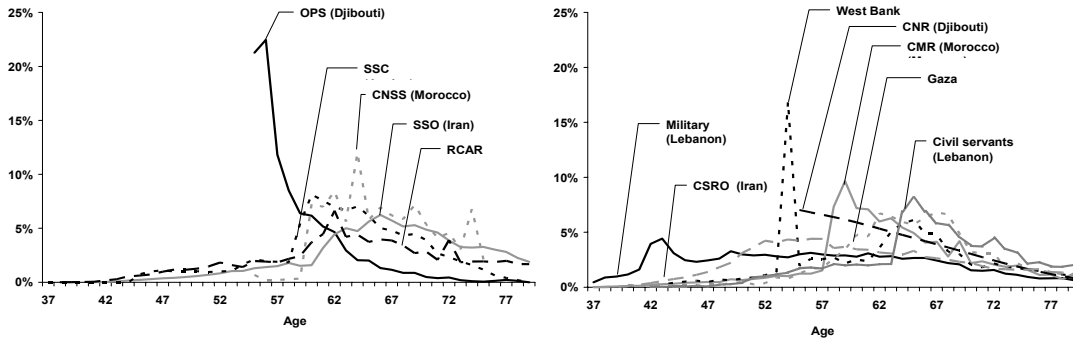 25%
20%
15%
10%
5%
0%
OPS (Djibouti)
SSC
CNSS (Morocco)
SSO (Iran)
RCAR
37 42 47 52 57 62 67 72 77
Age
25%
20%
15%
10%
5%
0%
West Bank
CNR (Djibouti)
CMR (Morocco)
Gaza
Military
(Lebanon)
Civil servants
(Lebanon)
CSRO (Iran)
37 42 47 52 57 62 67 72 77
Age